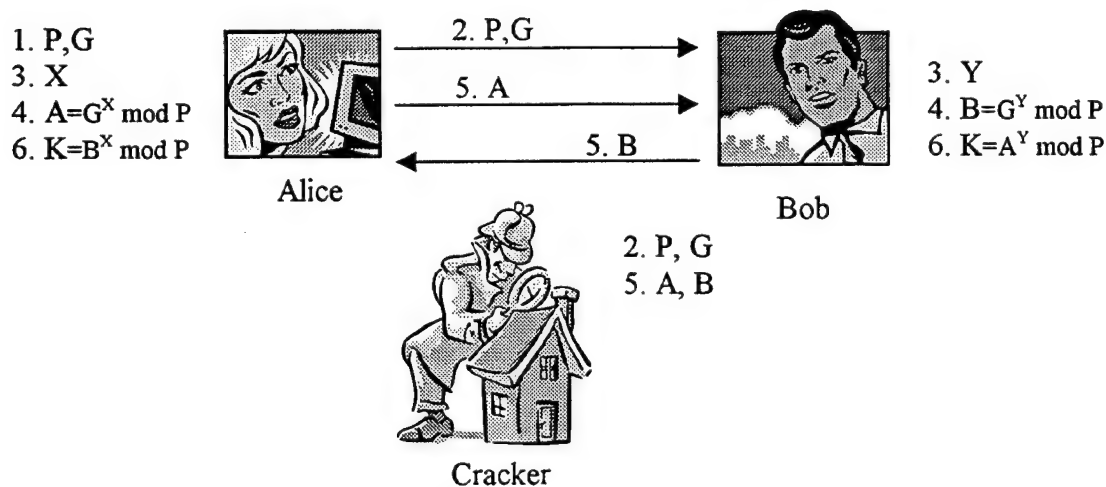 1. P,G
3. X
4. A=G^X mod P
6. K=B^X mod P
2. P,G
5. A
5. B
3. Y
4. B=G^Y mod P
6. K=A^Y mod P
Alice
Bob
2. P, G
5. A, B
Cracker